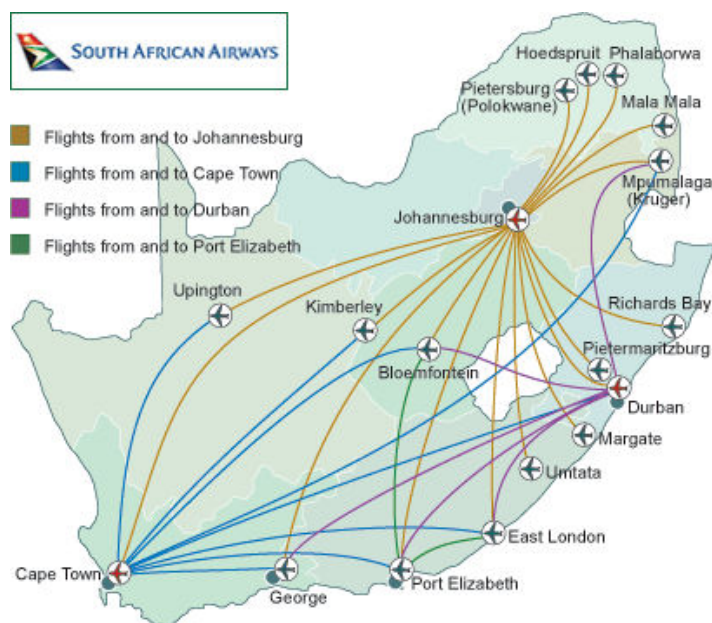 SOUTH AFRICAN AIRWAYS
Flights from and to Johannesburg
Flights from and to Cape Town
Flights from and to Durban
Flights from and to Port Elizabeth
Hoedspruit
Phalaborwa
Pietersburg
(Polokwane)
Mala Mala
Mpumalaga
(Kruger)
Johannesburg
Upington
Kimberley
Richards Bay
Bloemfontein
Pietermaritzburg
Durban
Margate
Umtata
East London
Cape Town
George
Port Elizabeth